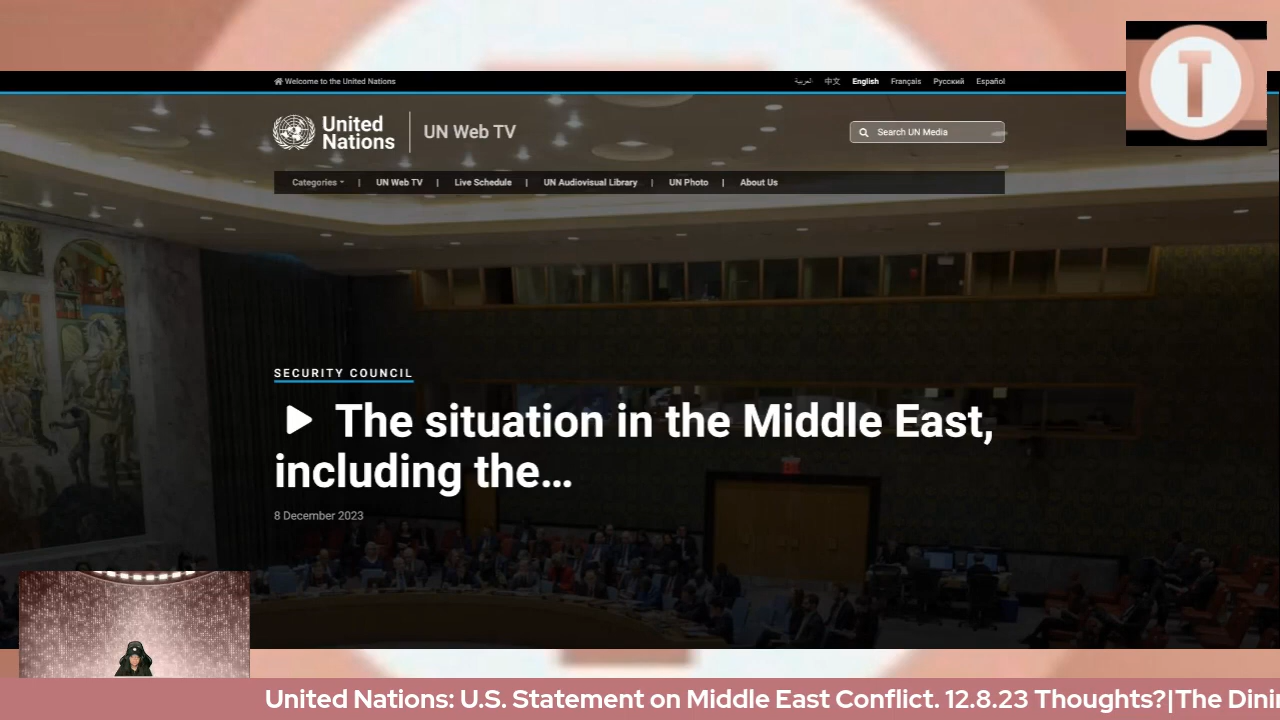 Welcome to the United Nations
العربية 中文 English Français Русский Español
T
United
Nations
UN Web TV
Search UN Media
Categories | UN Web TV | Live Schedule | UN Audiovisual Library | UN Photo | About Us
SECURITY COUNCIL
The situation in the Middle East,
including the...
8 December 2023
United Nations: U.S. Statement on Middle East Conflict. 12.8.23 Thoughts?|The Dini